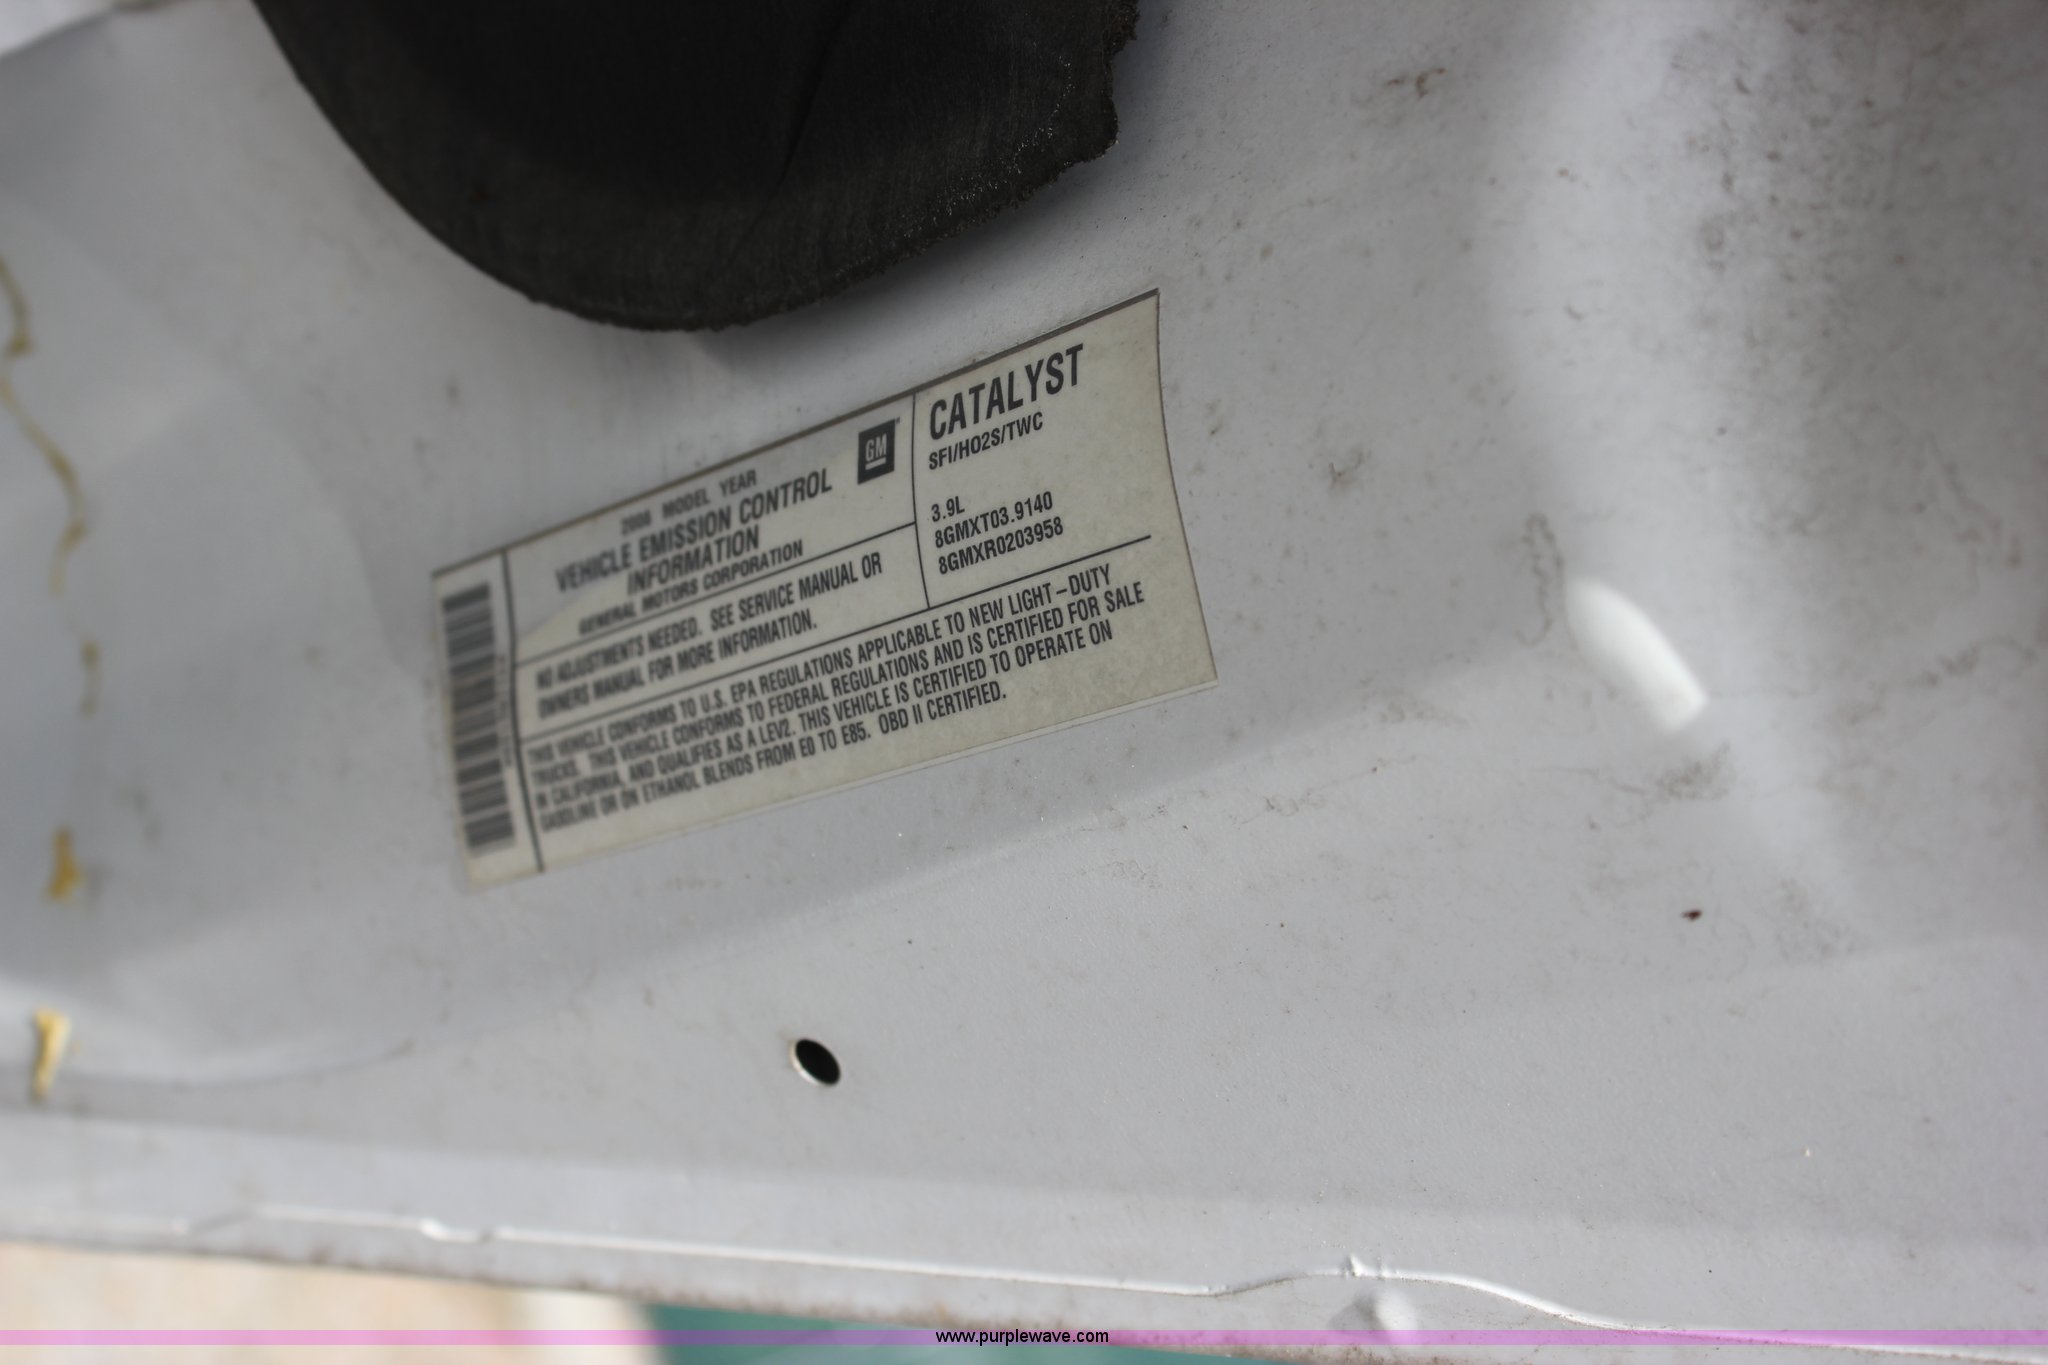 2008 MODEL YEAR
VEHICLE EMISSION CONTROL
INFORMATION
GENERAL MOTORS CORPORATION
GM
NO ADJUSTMENTS NEEDED. SEE SERVICE MANUAL OR
OWNERS MANUAL FOR MORE INFORMATION.
CATALYST
SFI/HO2S/TWC
3.9L
8GMXT03.9140
8GMXR0203958
THIS VEHICLE CONFORMS TO U.S. EPA REGULATIONS APPLICABLE TO NEW LIGHT-DUTY
TRUCKS. THIS VEHICLE CONFORMS TO FEDERAL REGULATIONS AND IS CERTIFIED FOR SALE
IN CALIFORNIA, AND QUALIFIES AS A LEV2. THIS VEHICLE IS CERTIFIED TO OPERATE ON
GASOLINE OR ON ETHANOL BLENDS FROM E0 TO E85. OBD II CERTIFIED.
www.purplewave.com